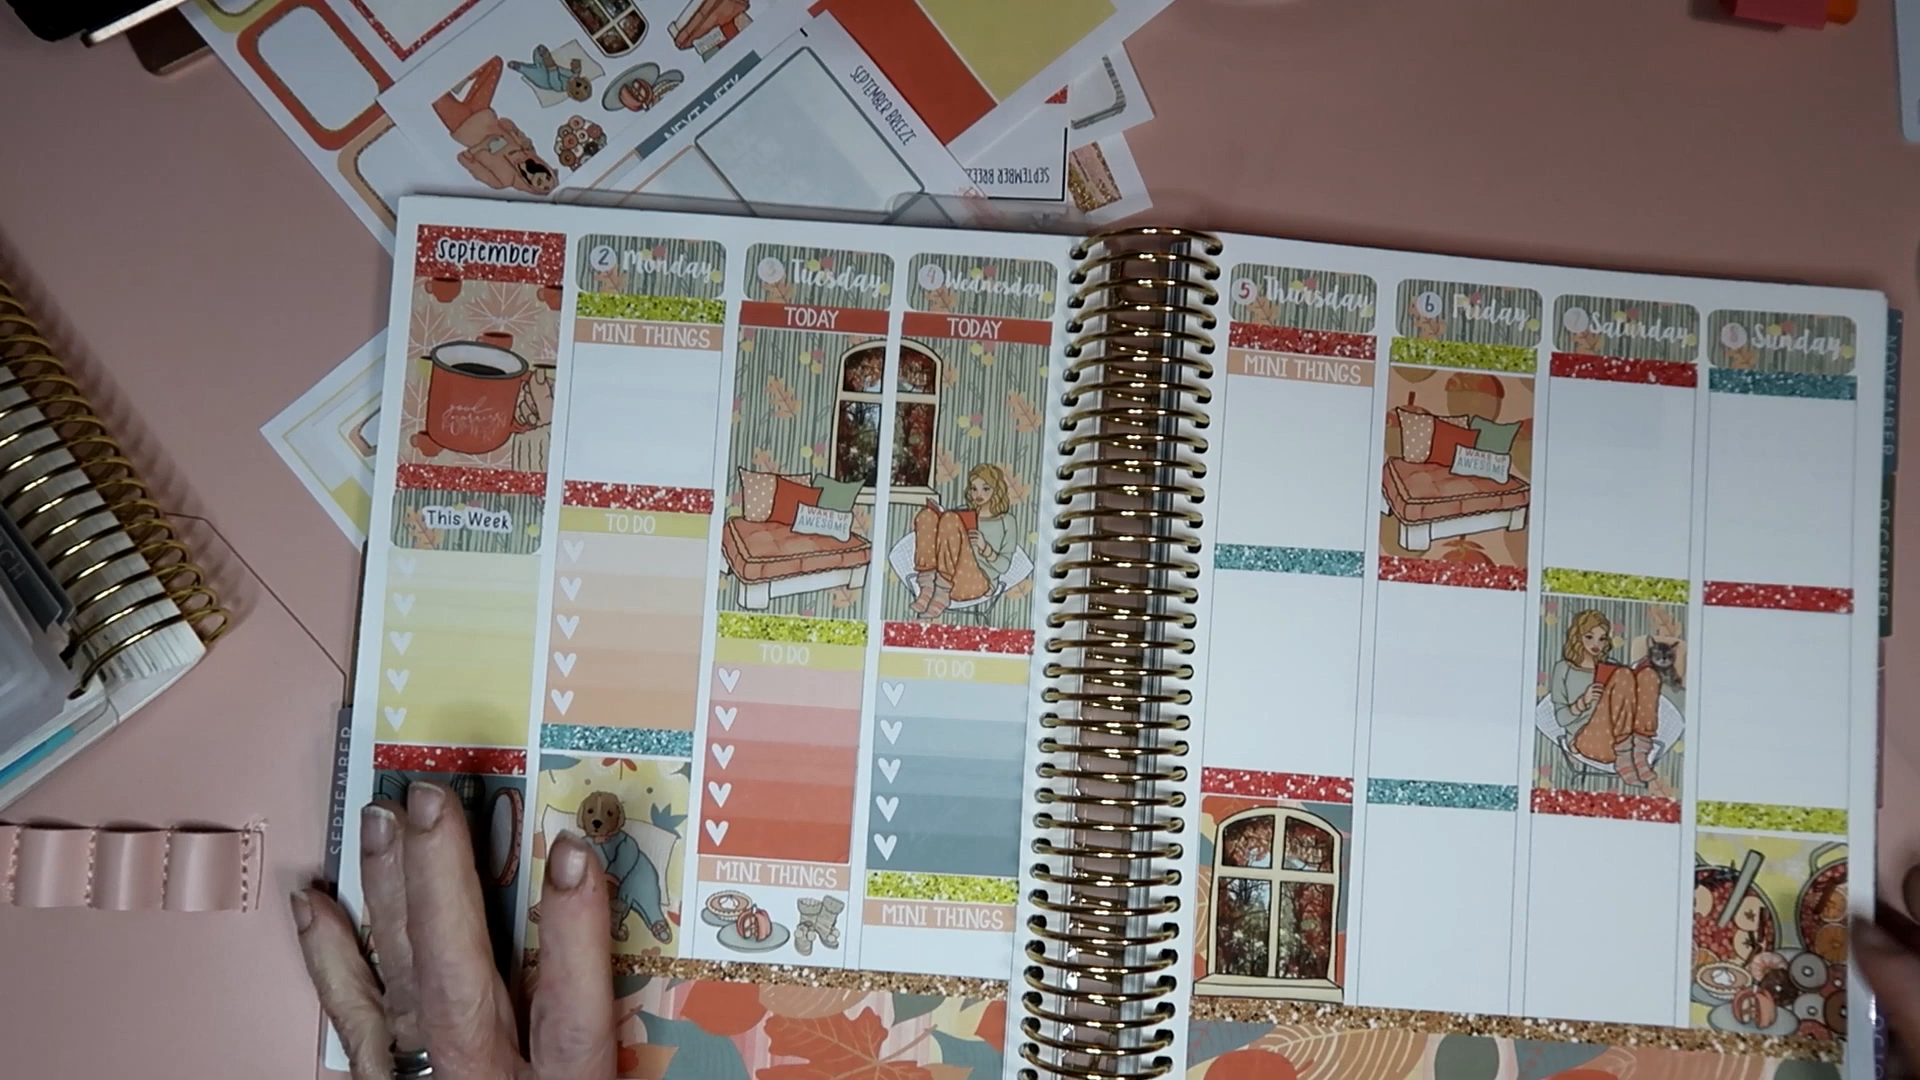 SEPTEMBER BREEZE
SEPTEMBER BREEZE
NEXT WEEK
September
2 Monday
3 Tuesday
4 Wednesday
5 Thursday
6 Friday
7 Saturday
8 Sunday
MINI THINGS
TODAY
TODAY
MINI THINGS
good morning
This Week
TO DO
I WAKE UP
AWESOME
I WAKE UP
AWESOME
TO DO
TO DO
MINI THINGS
MINI THINGS
SEPTEMBER
NOVEMBER
DECEMBER